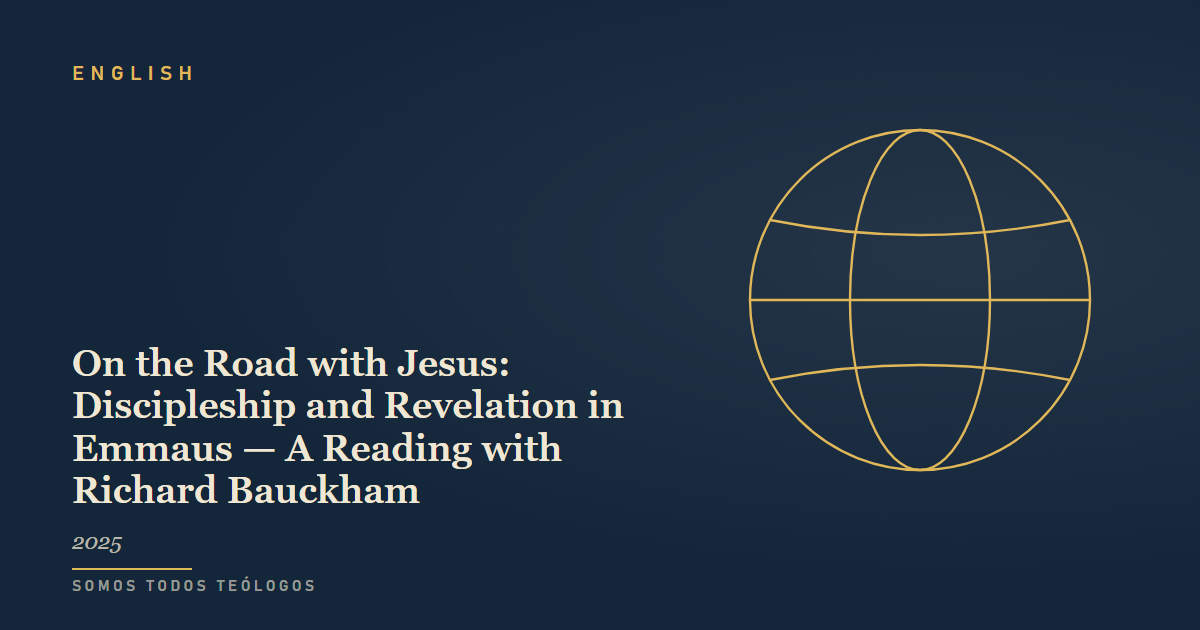 ENGLISH
On the Road with Jesus:
Discipleship and Revelation in
Emmaus — A Reading with
Richard Bauckham
2025
SOMOS TODOS TEÓLOGOS